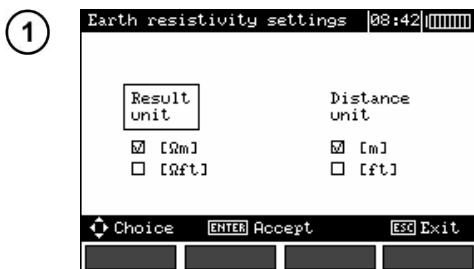 1
Earth resistivity settings 08:42
Result unit
[Ωm]
[Ωft]
Distance unit
[m]
[ft]
Choice ENTER Accept ESC Exit